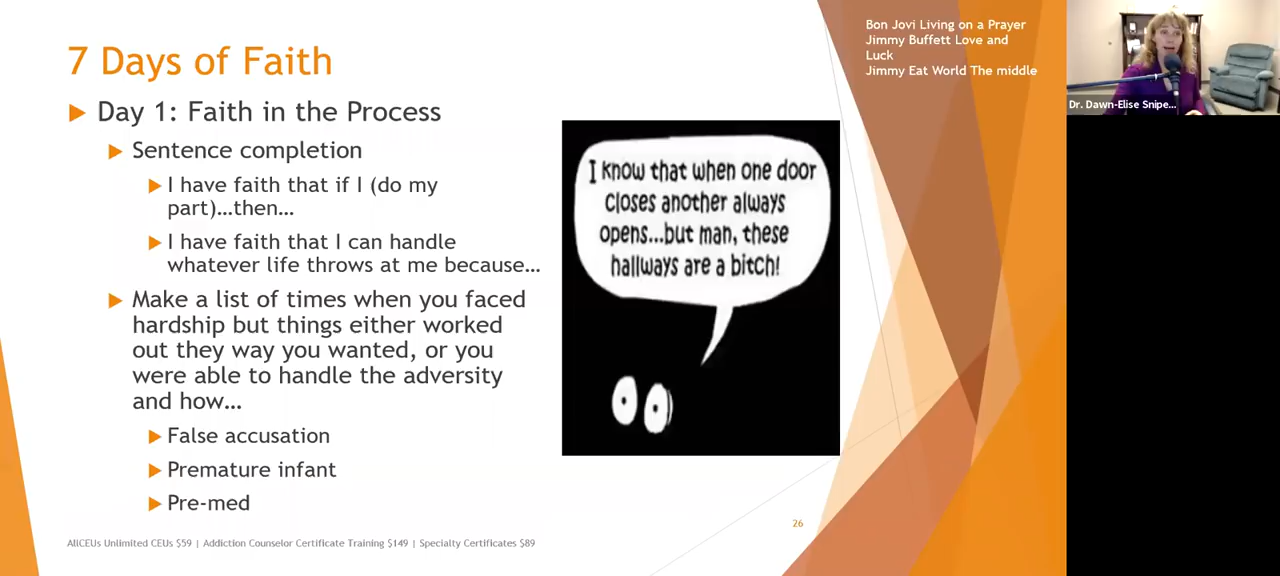 7 Days of Faith
Day 1: Faith in the Process
Sentence completion
I have faith that if I (do my
part)…then…
I have faith that I can handle
whatever life throws at me because…
Make a list of times when you faced
hardship but things either worked
out they way you wanted, or you
were able to handle the adversity
and how…
False accusation
Premature infant
Pre-med
I know that when one door
closes another always
opens...but man, these
hallways are a bitch!
Bon Jovi Living on a Prayer
Jimmy Buffett Love and
Luck
Jimmy Eat World The middle
Dr. Dawn-Elise Snipe...
26
AllCEUs Unlimited CEUs $59 | Addiction Counselor Certificate Training $149 | Specialty Certificates $89